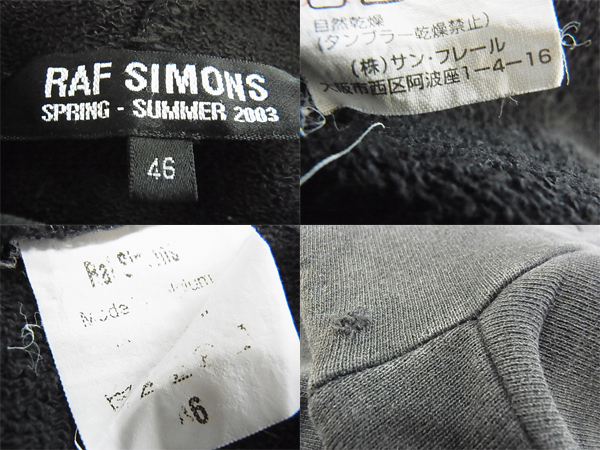 RAF SIMONS
SPRING - SUMMER 2003
46
自然乾燥
(タンブラー乾燥禁止)
(株)サン・フレール
大阪市西区阿波座1-4-16
Raf
Mode
46